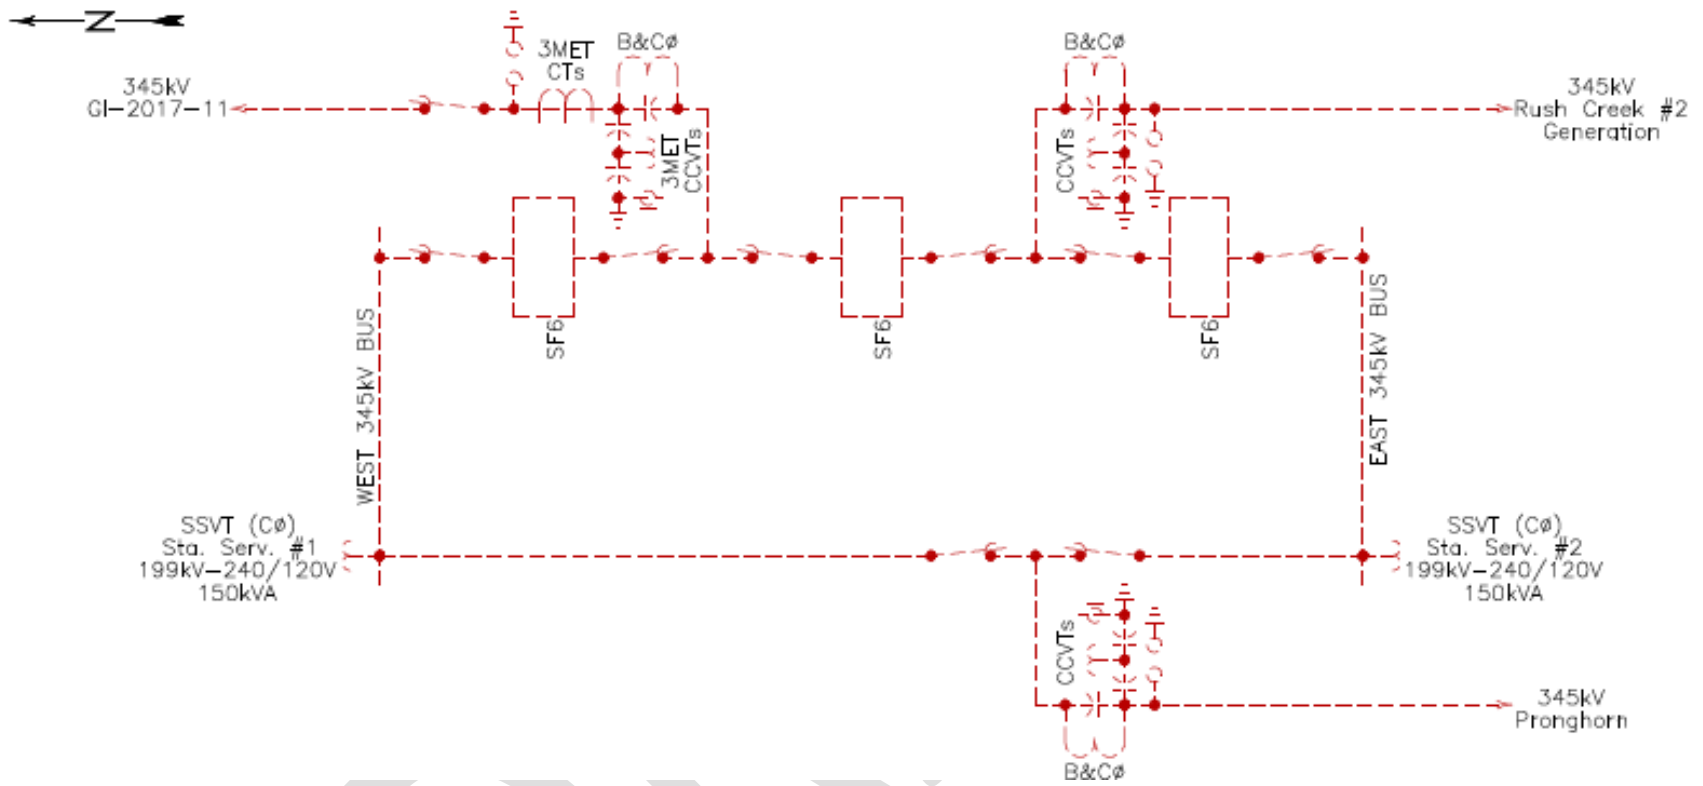 N
345kV
GI-2017-11
3MET
CTs
B&CØ
3MET
CCVTs
B&CØ
CCVTs
345kV
Rush Creek #2
Generation
SF6
SF6
SF6
WEST 345kV BUS
EAST 345kV BUS
SSVT (CØ)
Sta. Serv. #1
199kV-240/120V
150kVA
SSVT (CØ)
Sta. Serv. #2
199kV-240/120V
150kVA
CCVTs
B&CØ
345kV
Pronghorn